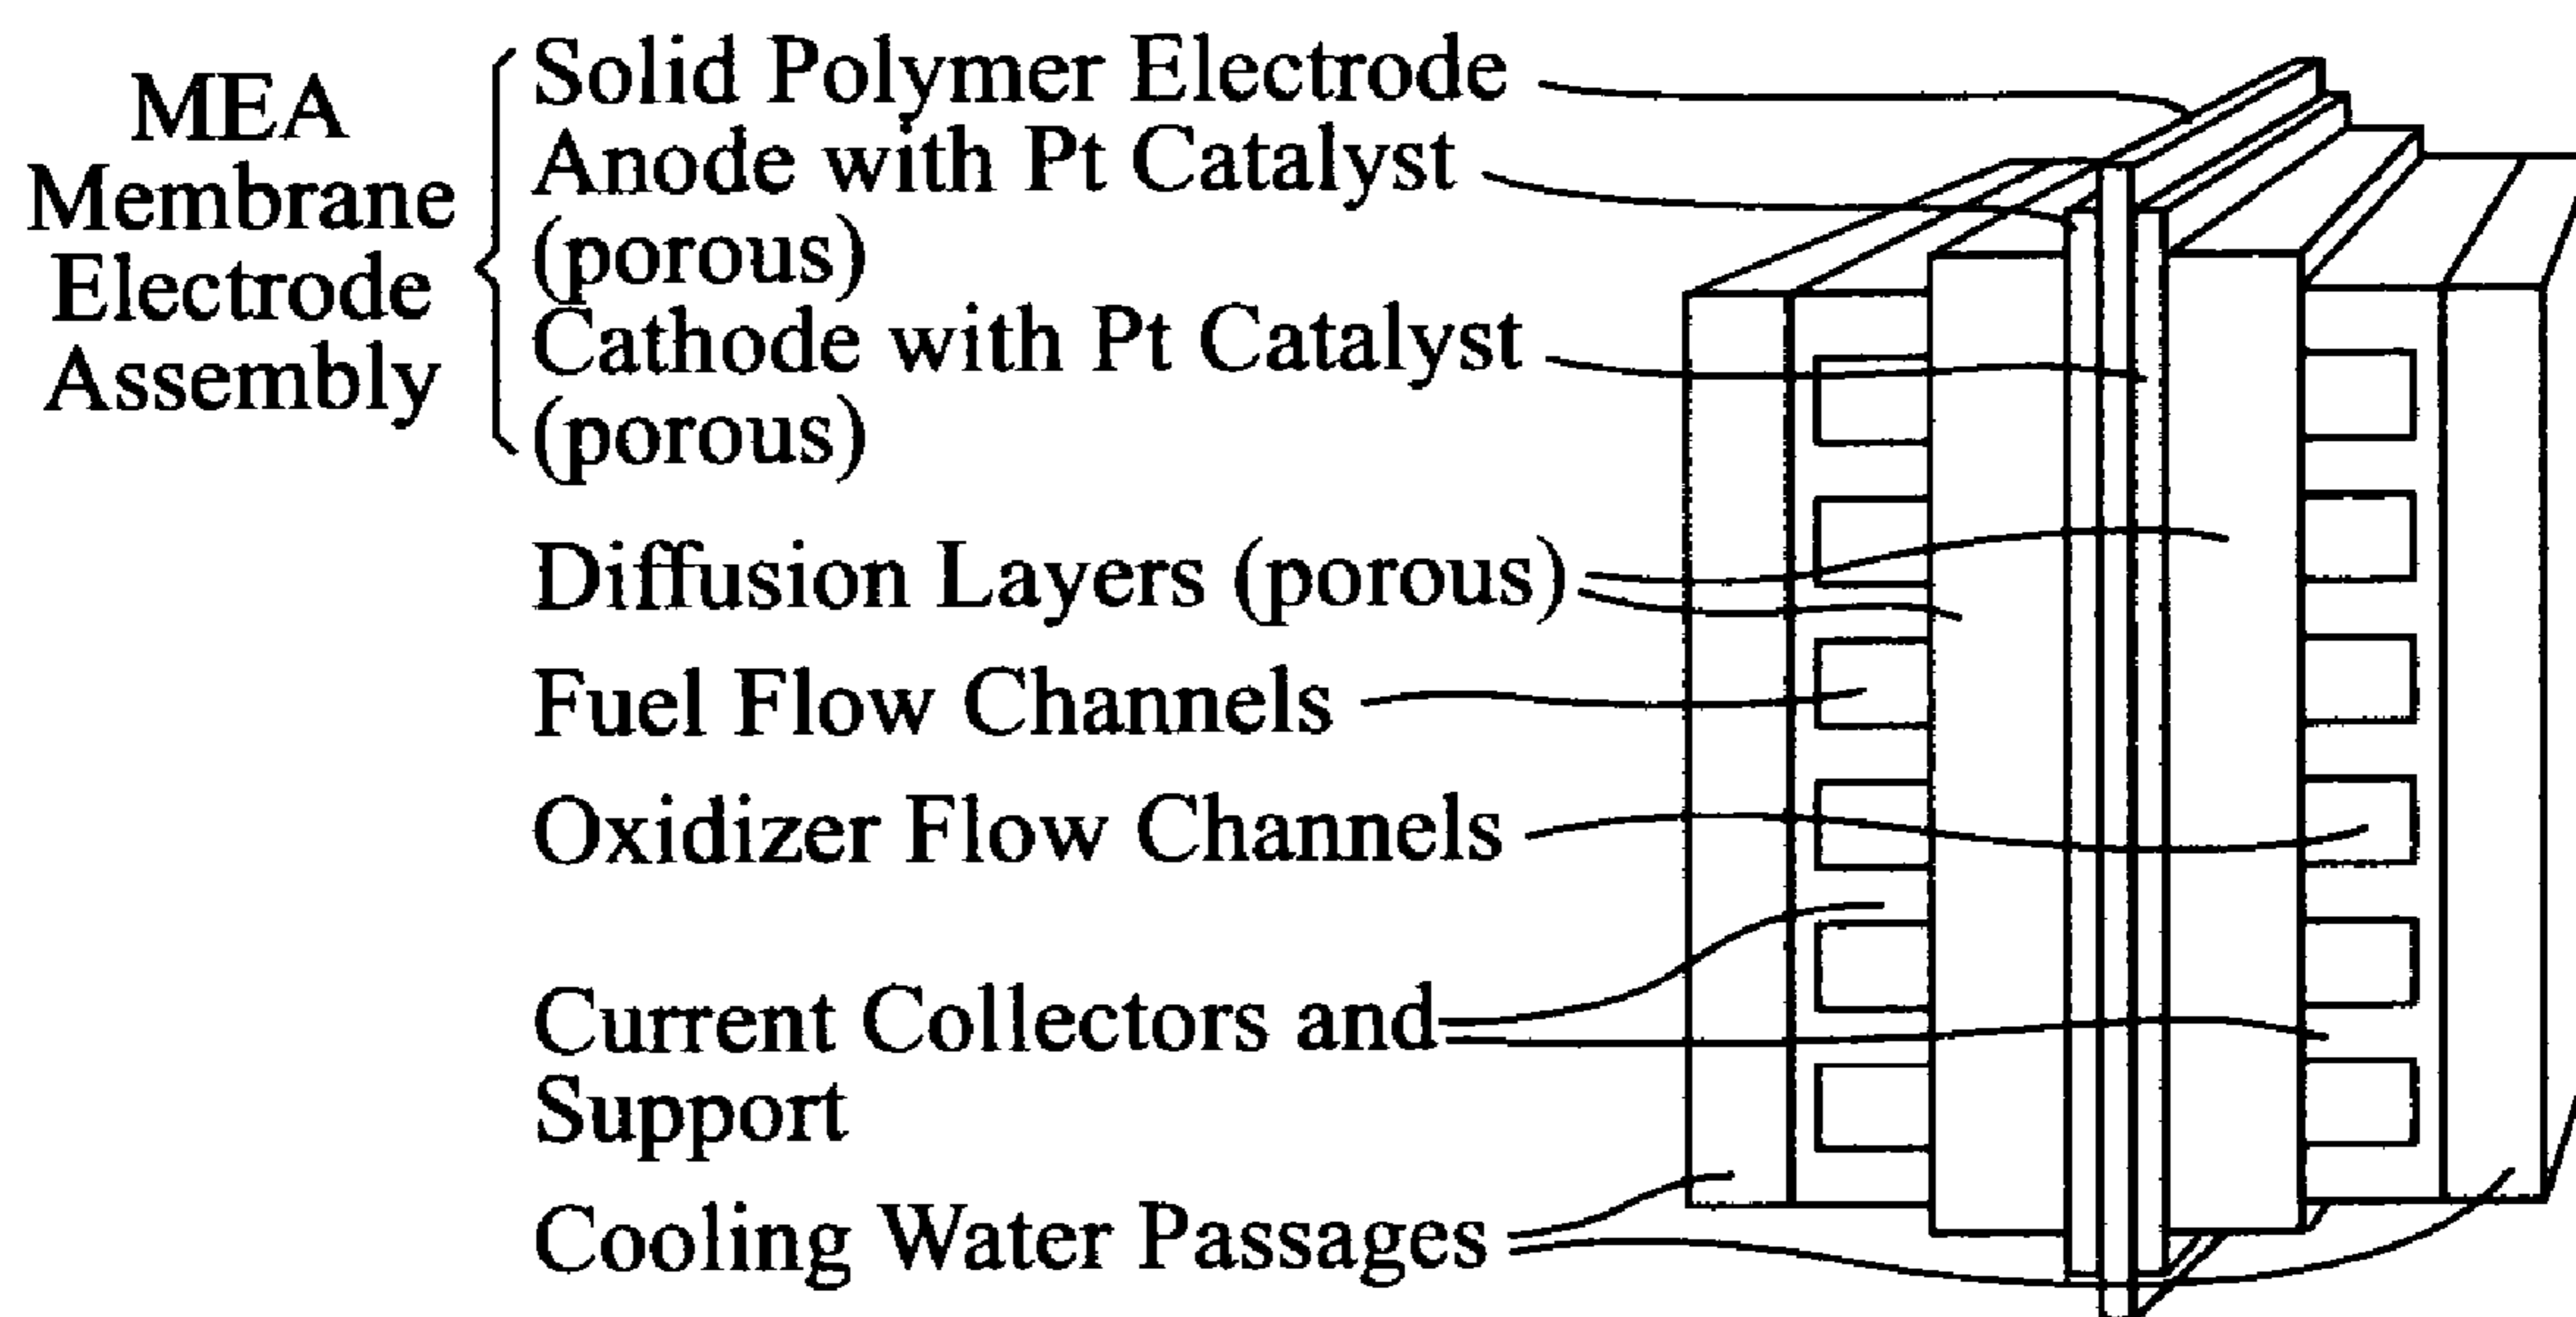 MEA
Membrane
Electrode
Assembly
Solid Polymer Electrode
Anode with Pt Catalyst
(porous)
Cathode with Pt Catalyst
(porous)
Diffusion Layers (porous)
Fuel Flow Channels
Oxidizer Flow Channels
Current Collectors and
Support
Cooling Water Passages